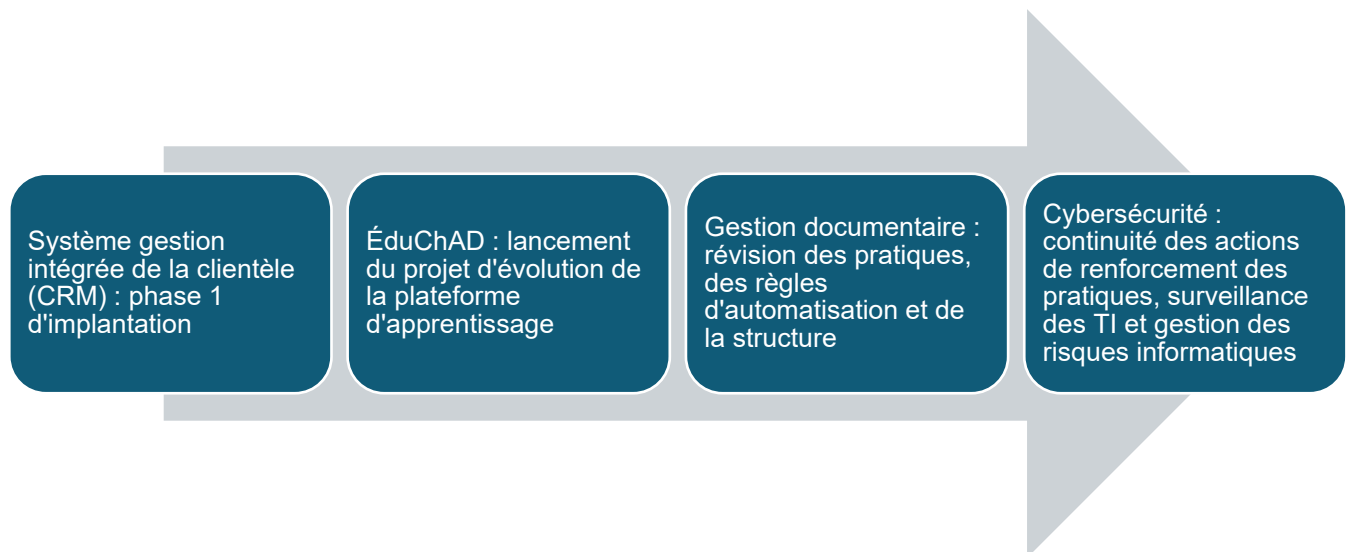 Système gestion
intégrée de la clientèle
(CRM) : phase 1
d'implantation
ÉduChAD : lancement
du projet d'évolution de
la plateforme
d'apprentissage
Gestion documentaire :
révision des pratiques,
des règles
d'automatisation et de
la structure
Cybersécurité :
continuité des actions
de renforcement des
pratiques, surveillance
des TI et gestion des
risques informatiques